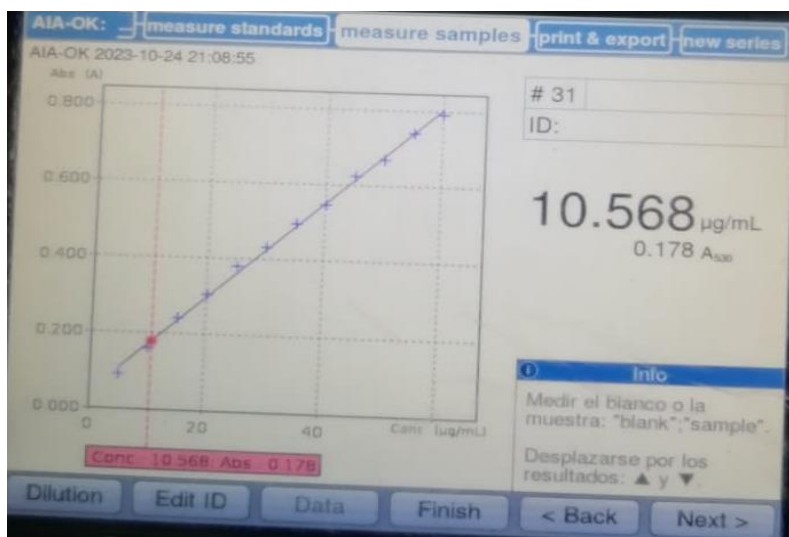 AIA-OK: measure standards measure samples print & export new series
AIA-OK 2023-10-24 21:08:55
Abs (A)
0.800
0.600
0.400
0.200
0.000
0 20 40 Conc (µg/mL)
Conc : 10.568; Abs : 0.178
# 31
ID:
10.568 µg/mL
0.178 A530
Info
Medir el blanco o la
muestra: "blank";"sample".
Desplazarse por los
resultados: ▲ y ▼.
Dilution Edit ID Data Finish < Back Next >